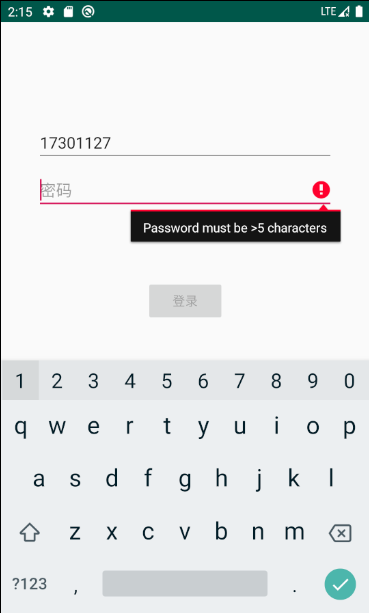 2:15 LTE
17301127
密码
Password must be >5 characters
登录
1 2 3 4 5 6 7 8 9 0
q w e r t y u i o p
a s d f g h j k l
z x c v b n m
?123 , .